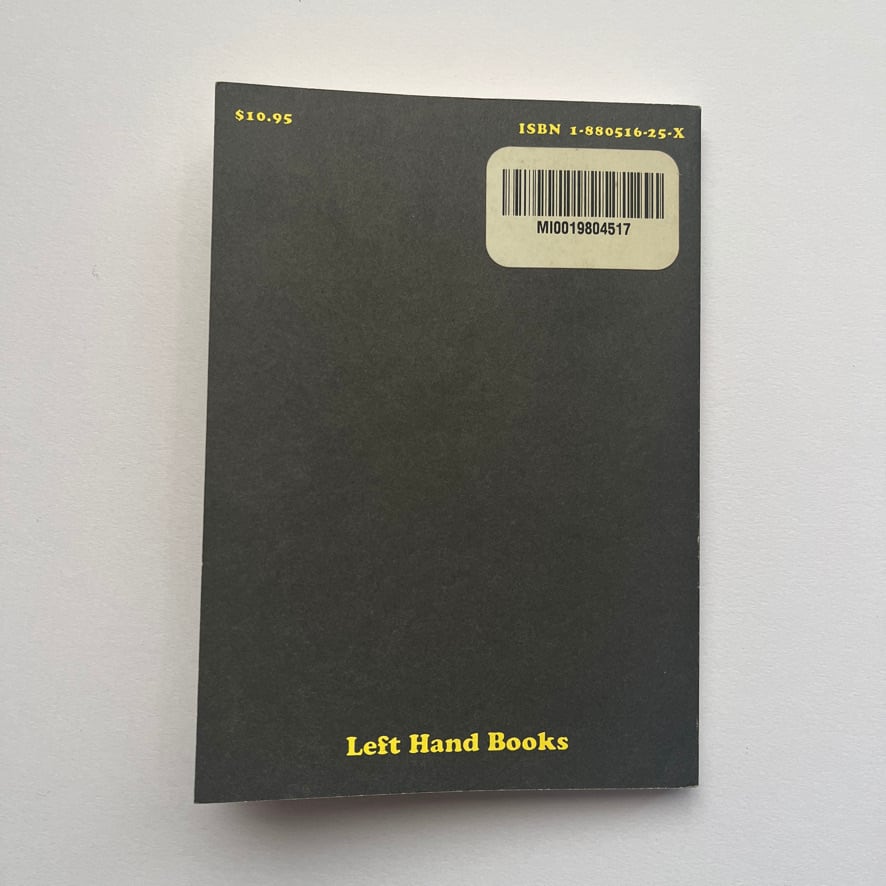 $10.95
ISBN 1-880516-25-X
MI0019804517
Left Hand Books